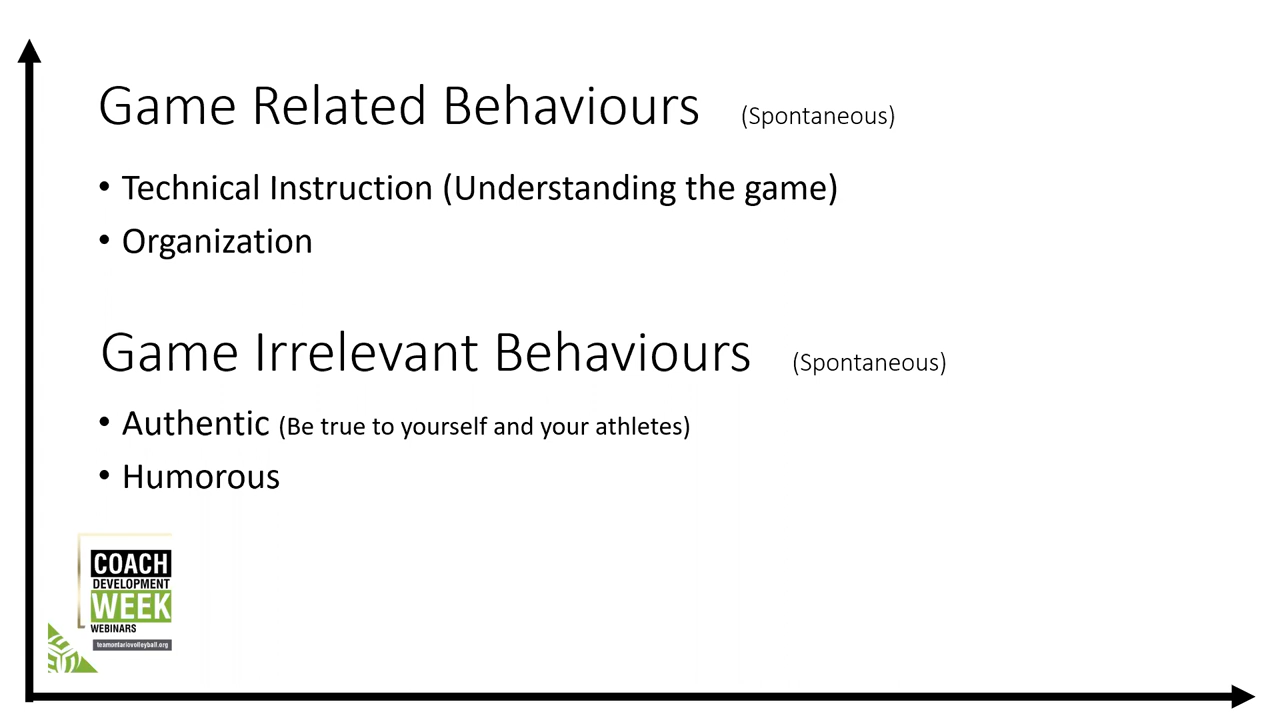 Game Related Behaviours (Spontaneous)
• Technical Instruction (Understanding the game)
• Organization
Game Irrelevant Behaviours (Spontaneous)
• Authentic (Be true to yourself and your athletes)
• Humorous
COACH
DEVELOPMENT
WEEK
WEBINARS
teamontariovolleyball.org